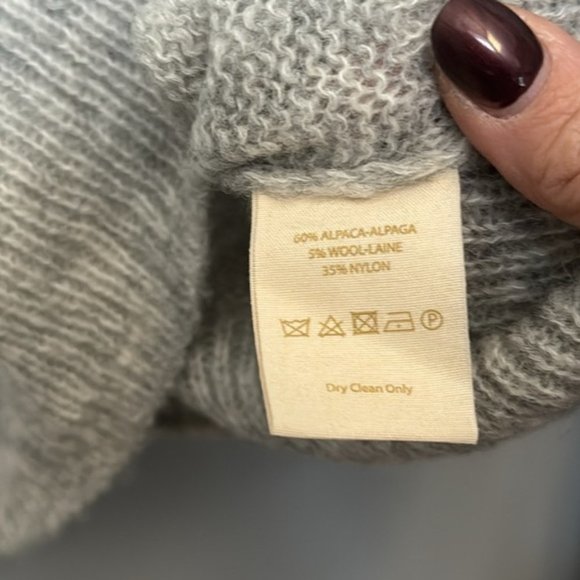 60% ALPACA-ALPAGA
5% WOOL-LAINE
35% NYLON
P
Dry Clean Only